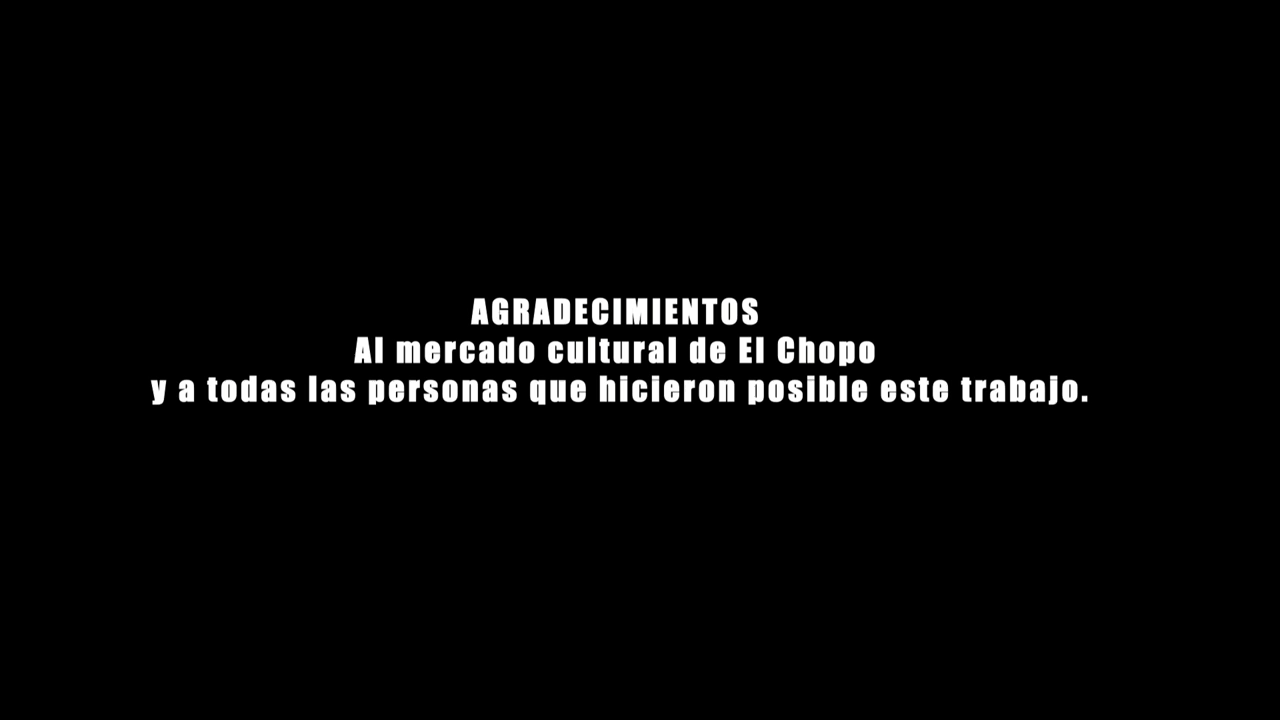 AGRADECIMIENTOS
Al mercado cultural de El Chopo
y a todas las personas que hicieron posible este trabajo.